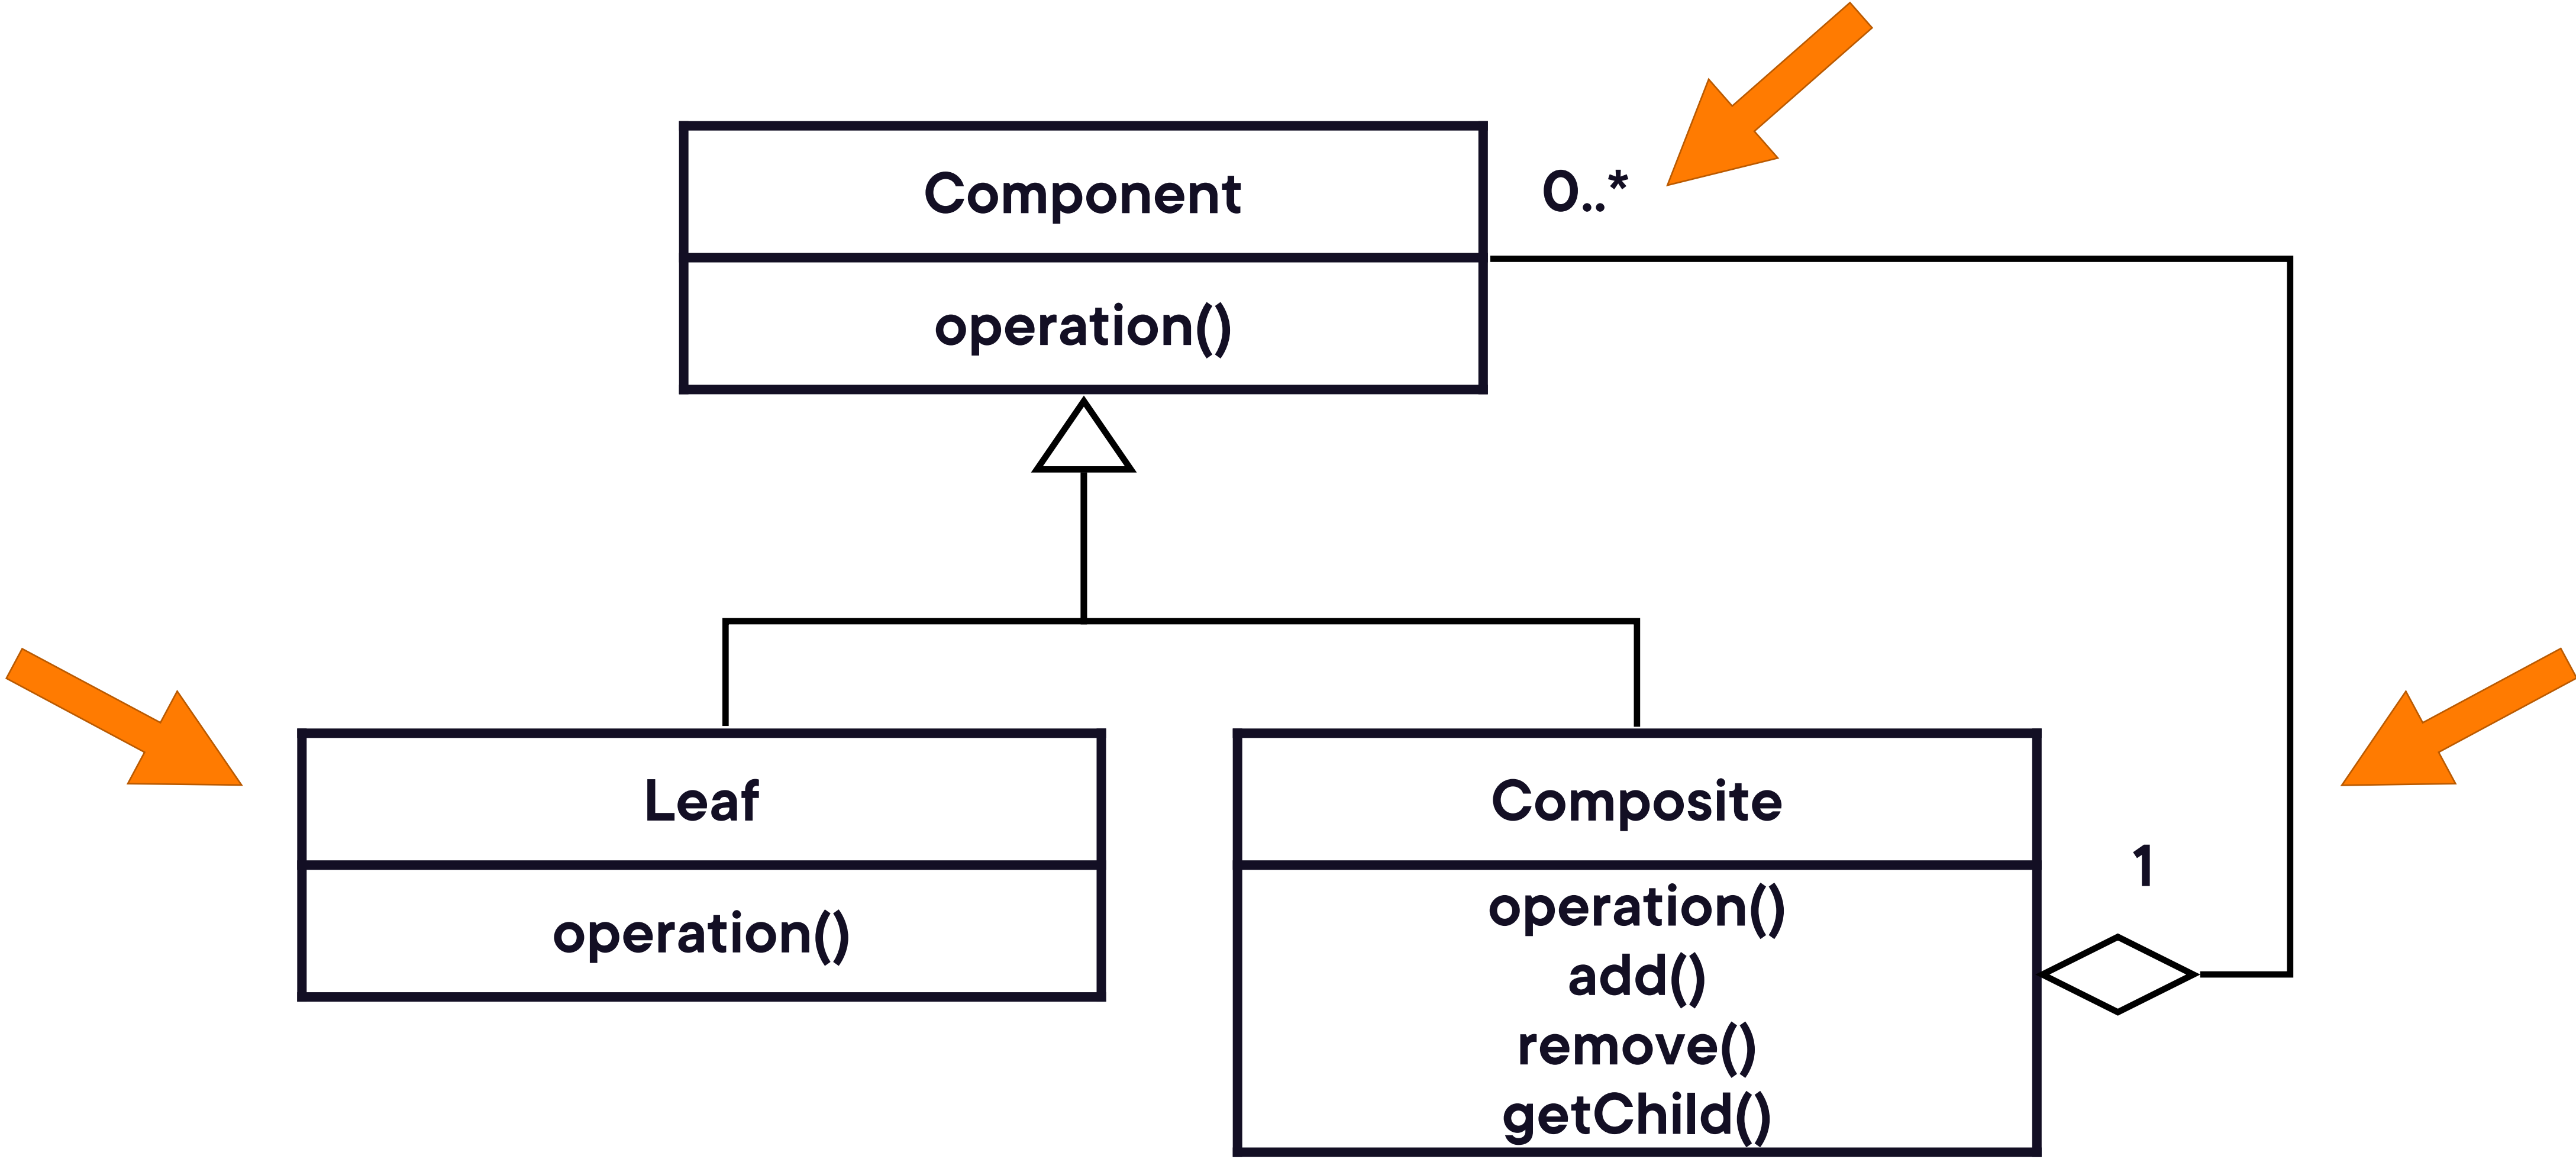 Component
0..*
operation()
Leaf
operation()
Composite
operation()
add()
remove()
getChild()
1